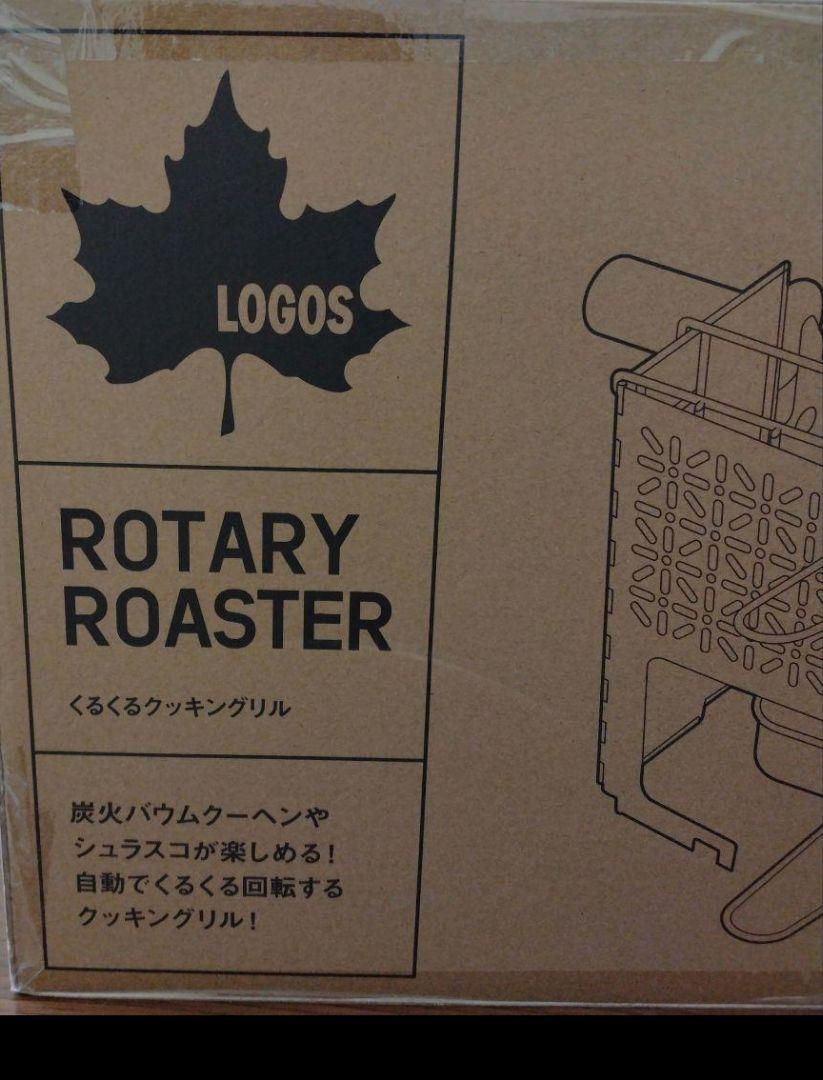 LOGOS
ROTARY
ROASTER
くるくるクッキングリル
炭火バウムクーヘンや
シュラスコが楽しめる!
自動でくるくる回転する
クッキングリル!